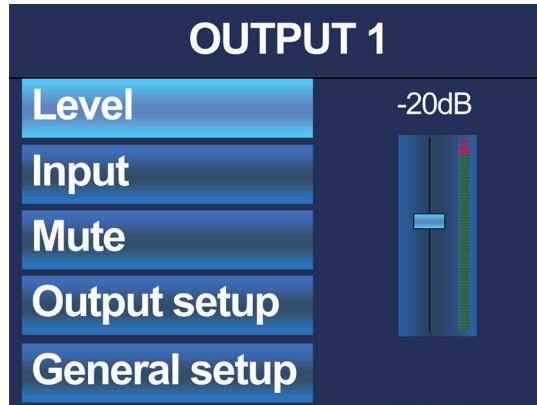 OUTPUT 1
Level
-20dB
Input
Mute
Output setup
General setup